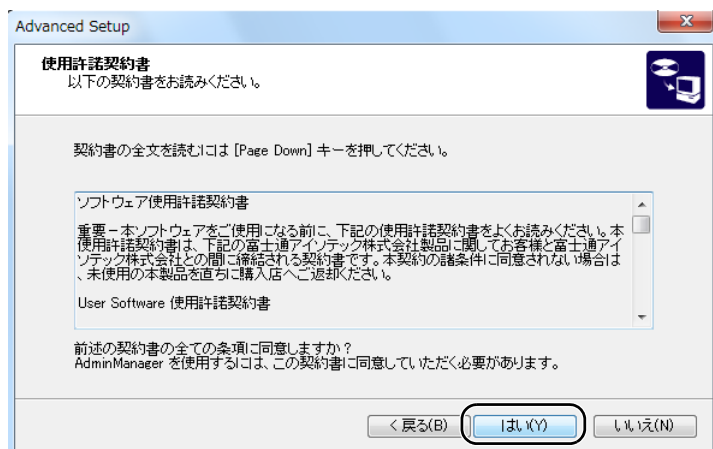 Advanced Setup
使用許諾契約書
以下の契約書をお読みください。
契約書の全文を読むには [Page Down] キーを押してください。
ソフトウェア使用許諾契約書
重要－本ソフトウェアをご使用になる前に、下記の使用許諾契約書をよくお読みください。本
使用許諾契約書は、下記の富士通アイソテック株式会社製品に関してお客様と富士通アイ
ソテック株式会社との間に締結される契約書です。本契約の諸条件に同意されない場合は
、未使用の本製品を直ちに購入店へご返却ください。
User Software 使用許諾契約書
前述の契約書の全ての条項に同意しますか？
AdminManager を使用するには、この契約書に同意していただく必要があります。
< 戻る(B)
はい(Y)
いいえ(N)